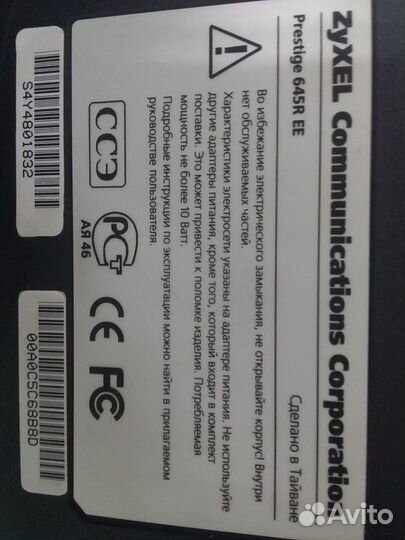 ZyXEL Communications Corporation
Prestige 645R EE
Сделано в Тайване
Во избежание электрического замыкания, не открывайте корпус! Внутри
нет обслуживаемых частей.
Характеристики электросети указаны на адаптере питания. Не используйте
другие адаптеры питания, кроме того, который входит в комплект
поставки. Это может привести к поломке изделия. Потребляемая
мощность не более 10 Ватт.
Подробные инструкции по эксплуатации можно найти в прилагаемом
руководстве пользователя.
ССЭ
РСТ
АЯ 46
CE
FC
S4Y4801832
00A0C5C68B8D
Avito